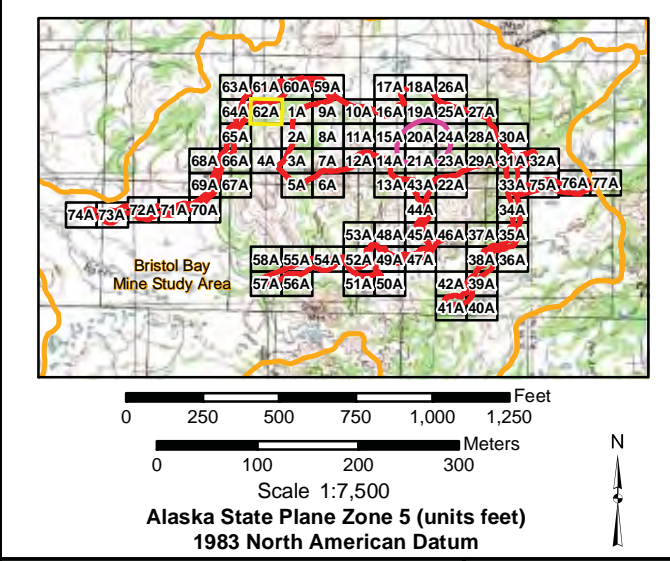 63A 61A 60A 59A 17A 18A 26A
64A 62A 1A 9A 10A 16A 19A 25A 27A
65A 2A 8A 11A 15A 20A 24A 28A 30A
68A 66A 4A 3A 7A 12A 14A 21A 23A 29A 31A 32A
69A 67A 5A 6A 13A 43A 22A 33A 75A 76A 77A
74A 73A 72A 71A 70A 44A 34A
53A 48A 45A 46A 37A 35A
Bristol Bay
Mine Study Area
58A 55A 54A 52A 49A 47A 38A 36A
57A 56A 51A 50A 42A 39A
41A 40A
Feet
0 250 500 750 1,000 1,250
Meters
0 100 200 300
N
Scale 1:7,500
Alaska State Plane Zone 5 (units feet)
1983 North American Datum